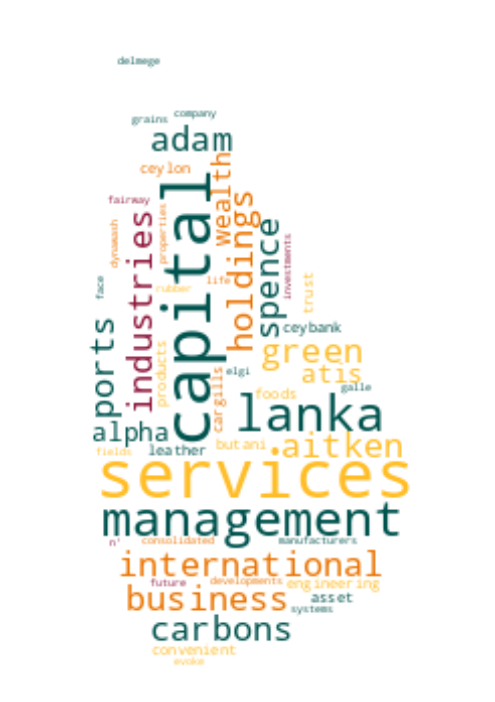 delmege
company
grains
adam
ceylon
wealth
capital
fairway
holdings
industries
properties
spence
dynawash
investments
face
life
trust
rubber
ports
ceybank
green
products
cargills
elgi
atis
galle
foods
lanka
alpha
butani
aitken
leather
fields
services
management
n'
consolidated
manufacturers
international
future
developments
engineering
business
asset
systems
carbons
convenient
evoke